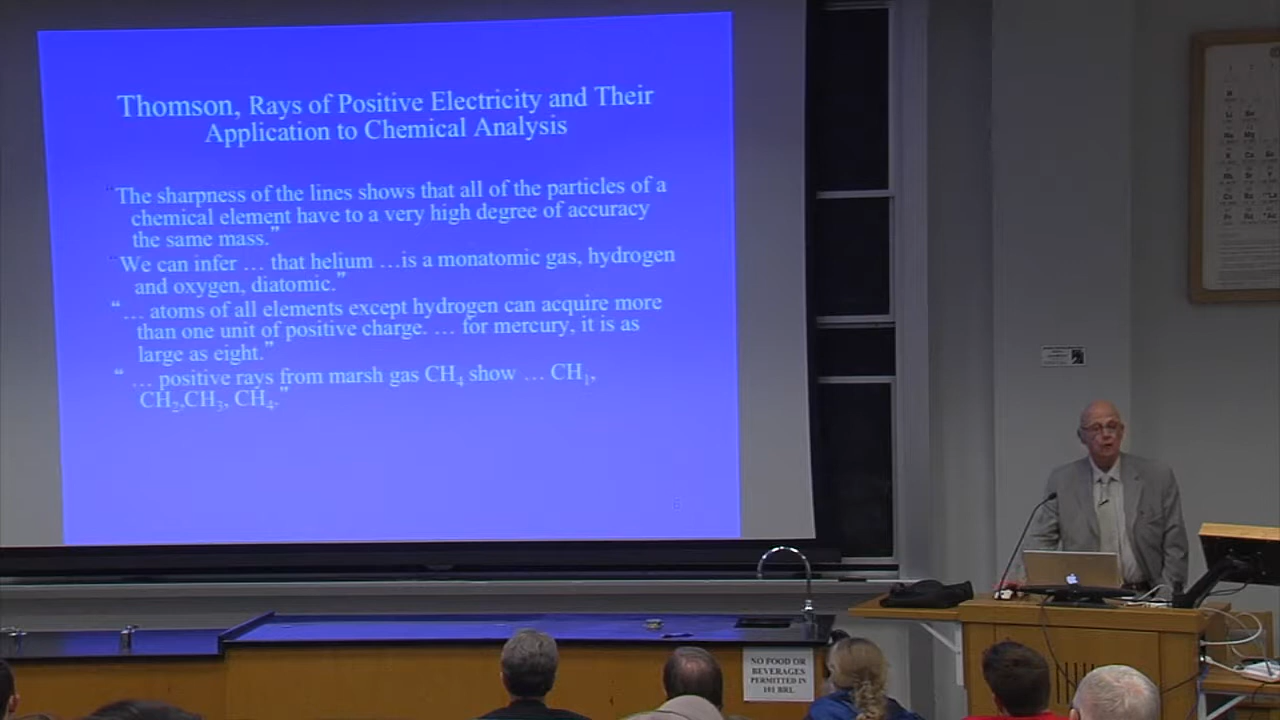 Thomson, Rays of Positive Electricity and Their
Application to Chemical Analysis
¨The sharpness of the lines shows that all of the particles of a
chemical element have to a very high degree of accuracy
the same mass.”
¨We can infer … that helium …is a monatomic gas, hydrogen
and oxygen, diatomic.”
“… atoms of all elements except hydrogen can acquire more
than one unit of positive charge. … for mercury, it is as
large as eight.”
“ … positive rays from marsh gas CH₄ show … CH₁,
CH₂,CH₃, CH₄.”
6
NO FOOD OR
BEVERAGES
PERMITTED IN
101 BRL